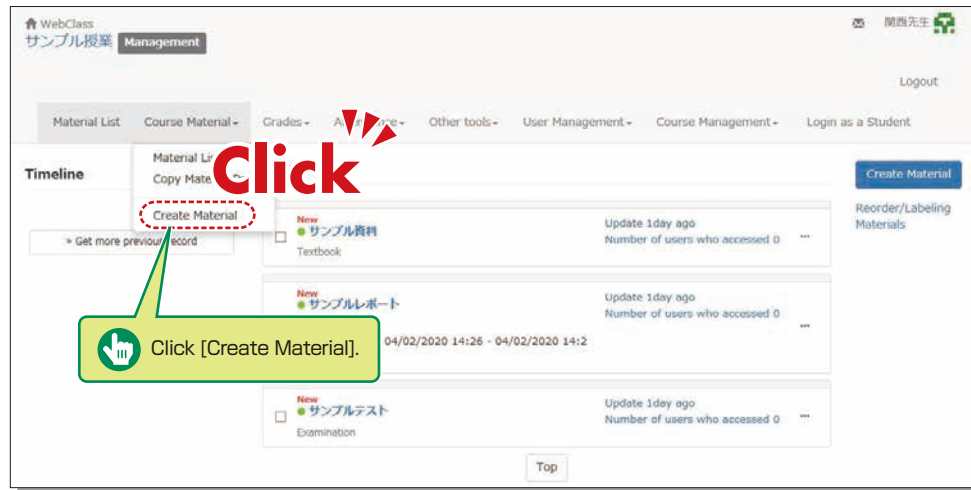 WebClass
サンプル授業 Management
関西先生
Logout
Material List Course Material Grades Other tools User Management Course Management Login as a Student
Click
Timeline
Material
Copy
Create Material
» Get more previous record
Create Material
Reorder/Labeling
Materials
New
サンプル資料
Textbook
Update 1day ago
Number of users who accessed 0
New
サンプルレポート
04/02/2020 14:26 - 04/02/2020 14:2
Update 1day ago
Number of users who accessed 0
Click [Create Material].
New
サンプルテスト
Examination
Update 1day ago
Number of users who accessed 0
Top